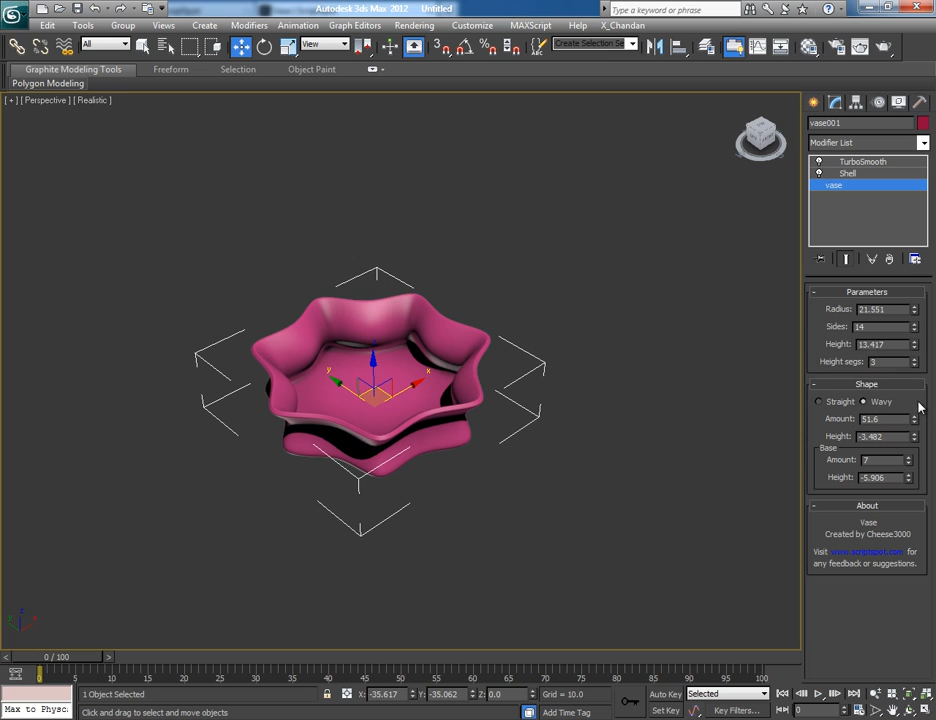 Autodesk 3ds Max 2012 Untitled
Type a keyword or phrase
Edit Tools Group Views Create Modifiers Animation Graph Editors Rendering Customize MAXScript Help X_Chandan
All
View
Create Selection Se
Graphite Modeling Tools Freeform Selection Object Paint
Polygon Modeling
[ + ] [ Perspective ] [ Realistic ]
vase001
Modifier List
TurboSmooth
Shell
vase
Parameters
Radius: 21.551
Sides: 14
Height: 13.417
Height segs: 3
Shape
Straight Wavy
Amount: 51.6
Height: -3.482
Base
Amount: 7
Height: -5.906
About
Vase
Created by Cheese3000
Visit www.scriptspot.com for
any feedback or suggestions.
y x
0 / 100
0 5 10 15 20 25 30 35 40 45 50 55 60 65 70 75 80 85 90 95 100
1 Object Selected X: -35.617 Y: -35.062 Z: 0.0 Grid = 10.0 Auto Key Selected
Max to Physc: Click and drag to select and move objects Add Time Tag Set Key Key Filters... 0